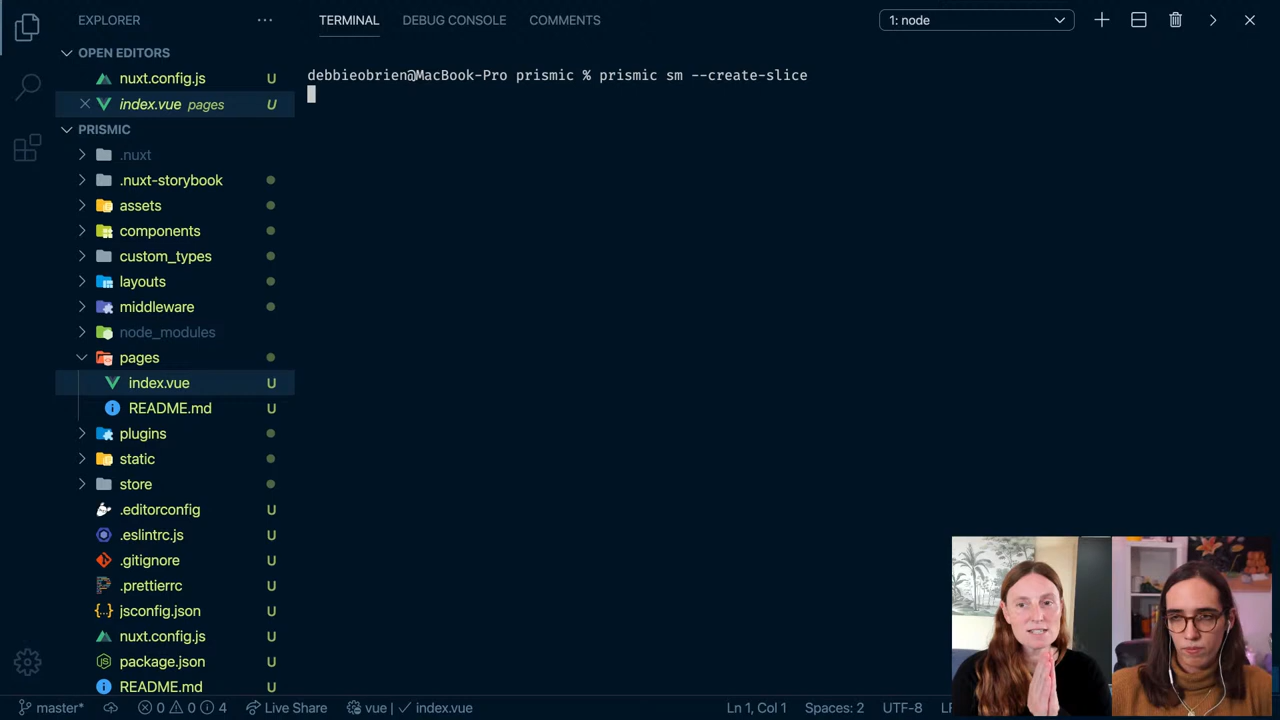 EXPLORER
TERMINAL
DEBUG CONSOLE
COMMENTS
1: node
OPEN EDITORS
nuxt.config.js U
index.vue pages U
PRISMIC
.nuxt
.nuxt-storybook
assets
components
custom_types
layouts
middleware
node_modules
pages
index.vue U
README.md U
plugins
static
store
.editorconfig U
.eslintrc.js U
.gitignore U
.prettierrc U
jsconfig.json U
nuxt.config.js U
package.json U
README.md U
debbieobrien@MacBook-Pro prismic % prismic sm --create-slice
master* 0 0 4 Live Share vue | index.vue Ln 1, Col 1 Spaces: 2 UTF-8